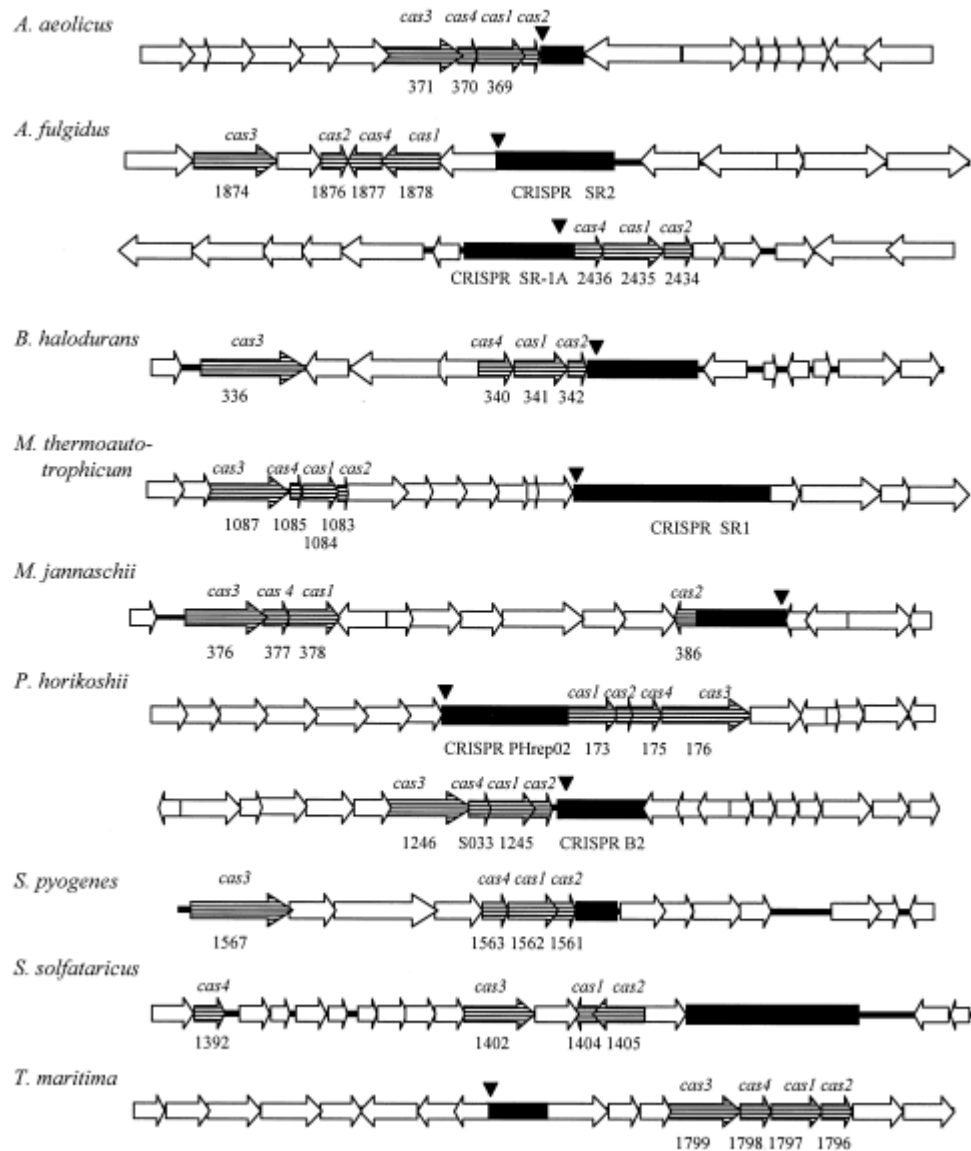 A. aeolicus
cas3 cas4 cas1 cas2
371 370 369
A. fulgidus
cas3 cas2 cas4 cas1
1874 1876 1877 1878 CRISPR SR2
cas4 cas1 cas2
CRISPR SR-1A 2436 2435 2434
B. halodurans
cas3 cas4 cas1 cas2
336 340 341 342
M. thermoauto-
trophicum
cas3 cas4 cas1 cas2
1087 1085 1083 CRISPR SR1
1084
M. jannaschii
cas3 cas 4 cas1 cas2
376 377 378 386
P. horikoshii
cas1 cas2 cas4 cas3
CRISPR PHrep02 173 175 176
cas3 cas4 cas1 cas2
1246 S033 1245 CRISPR B2
S. pyogenes
cas3 cas4 cas1 cas2
1567 1563 1562 1561
S. solfataricus
cas4 cas3 cas1 cas2
1392 1402 1404 1405
T. maritima
cas3 cas4 cas1 cas2
1799 1798 1797 1796